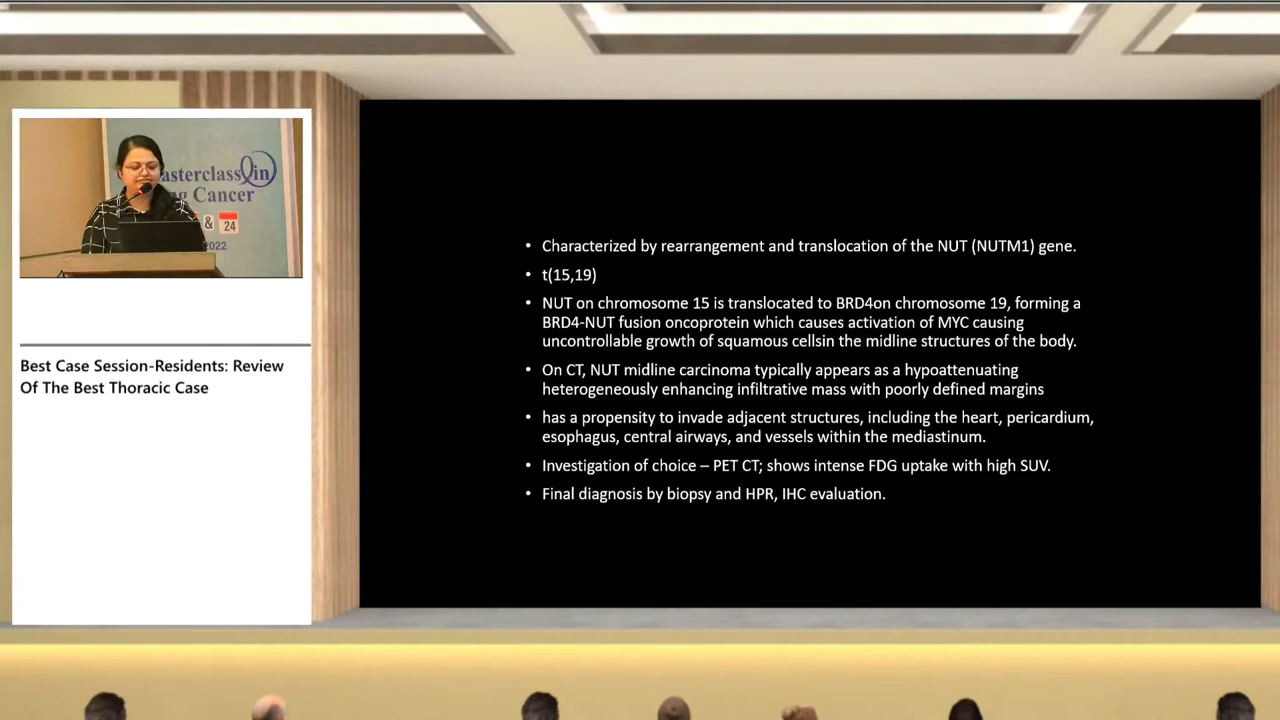 asterclass in
g Cancer
& 24
2022
Best Case Session-Residents: Review
Of The Best Thoracic Case
• Characterized by rearrangement and translocation of the NUT (NUTM1) gene.
• t(15,19)
• NUT on chromosome 15 is translocated to BRD4on chromosome 19, forming a
BRD4-NUT fusion oncoprotein which causes activation of MYC causing
uncontrollable growth of squamous cellsin the midline structures of the body.
• On CT, NUT midline carcinoma typically appears as a hypoattenuating
heterogeneously enhancing infiltrative mass with poorly defined margins
• has a propensity to invade adjacent structures, including the heart, pericardium,
esophagus, central airways, and vessels within the mediastinum.
• Investigation of choice – PET CT; shows intense FDG uptake with high SUV.
• Final diagnosis by biopsy and HPR, IHC evaluation.